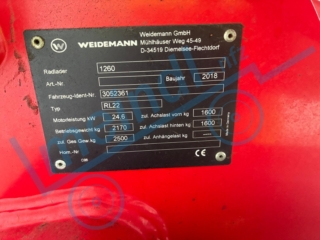 WEIDEMANN
Weidemann GmbH
Mühlhäuser Weg 45-49
D-34519 Diemelsee-Flechtdorf
Radlader 1260
Art.-Nr. Baujahr 2018
Fahrzeug-Ident-Nr. 3052361
Typ RL22
Motorleistung kW 24,6 zul. Achslast vorn kg 1600
Betriebsgewicht kg 2170 zul. Achslast hinten kg 1600
zul. Ges Gew kg 2500 zul. Anhängelast kg ----
Hom.-Nr. CE